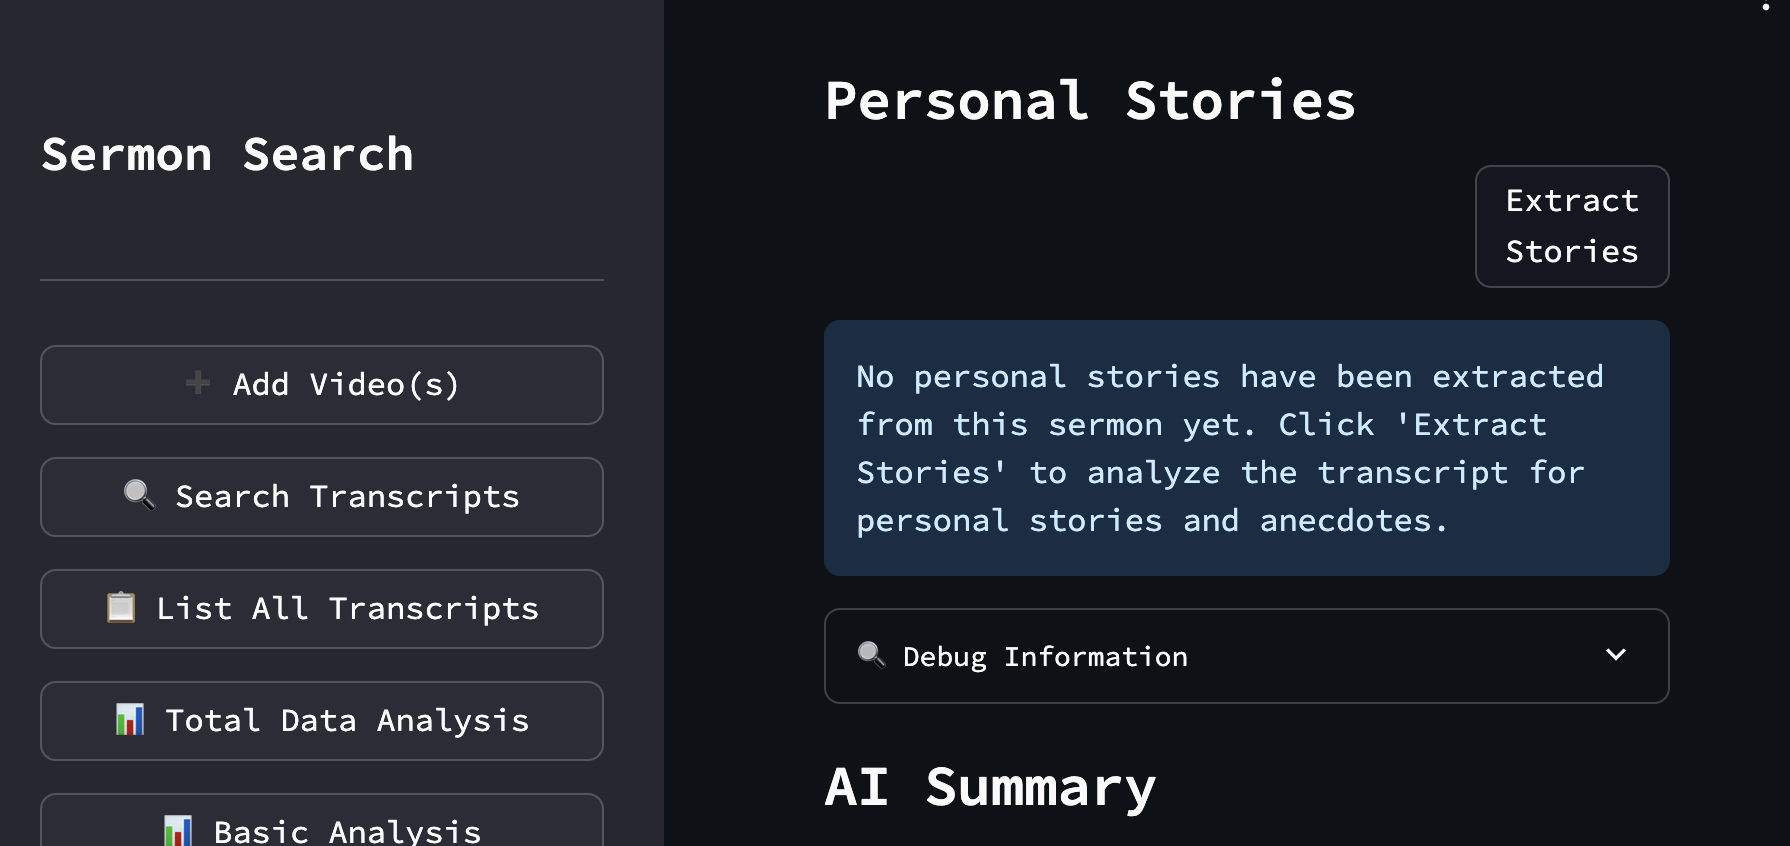 Sermon Search
➕ Add Video(s)
🔍 Search Transcripts
📋 List All Transcripts
📊 Total Data Analysis
📊 Basic Analysis
Personal Stories
Extract
Stories
No personal stories have been extracted
from this sermon yet. Click 'Extract
Stories' to analyze the transcript for
personal stories and anecdotes.
🔍 Debug Information
AI Summary